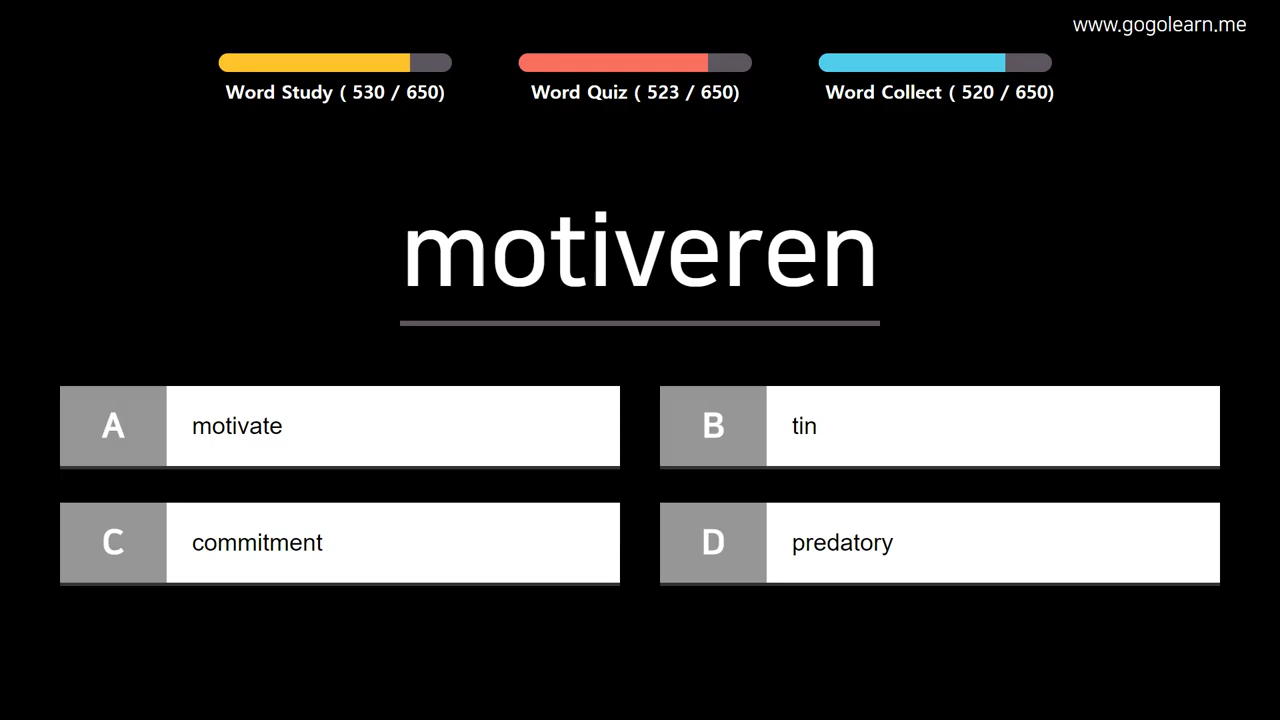 www.gogolearn.me
Word Study ( 530 / 650)
Word Quiz ( 523 / 650)
Word Collect ( 520 / 650)
motiveren
A motivate
B tin
C commitment
D predatory